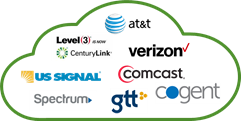 at&t
Level(3) IS NOW
CenturyLink
verizon
US SIGNAL
COMCAST
Spectrum
gtt
cogent